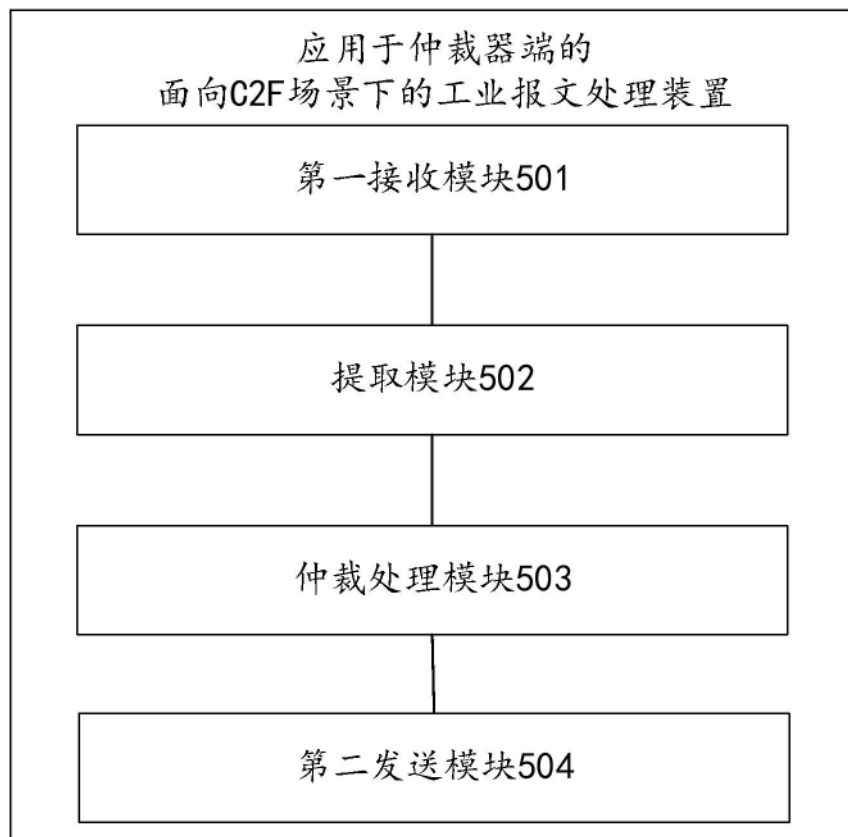 应用于仲裁器端的
面向C2F场景下的工业报文处理装置
第一接收模块501
提取模块502
仲裁处理模块503
第二发送模块504